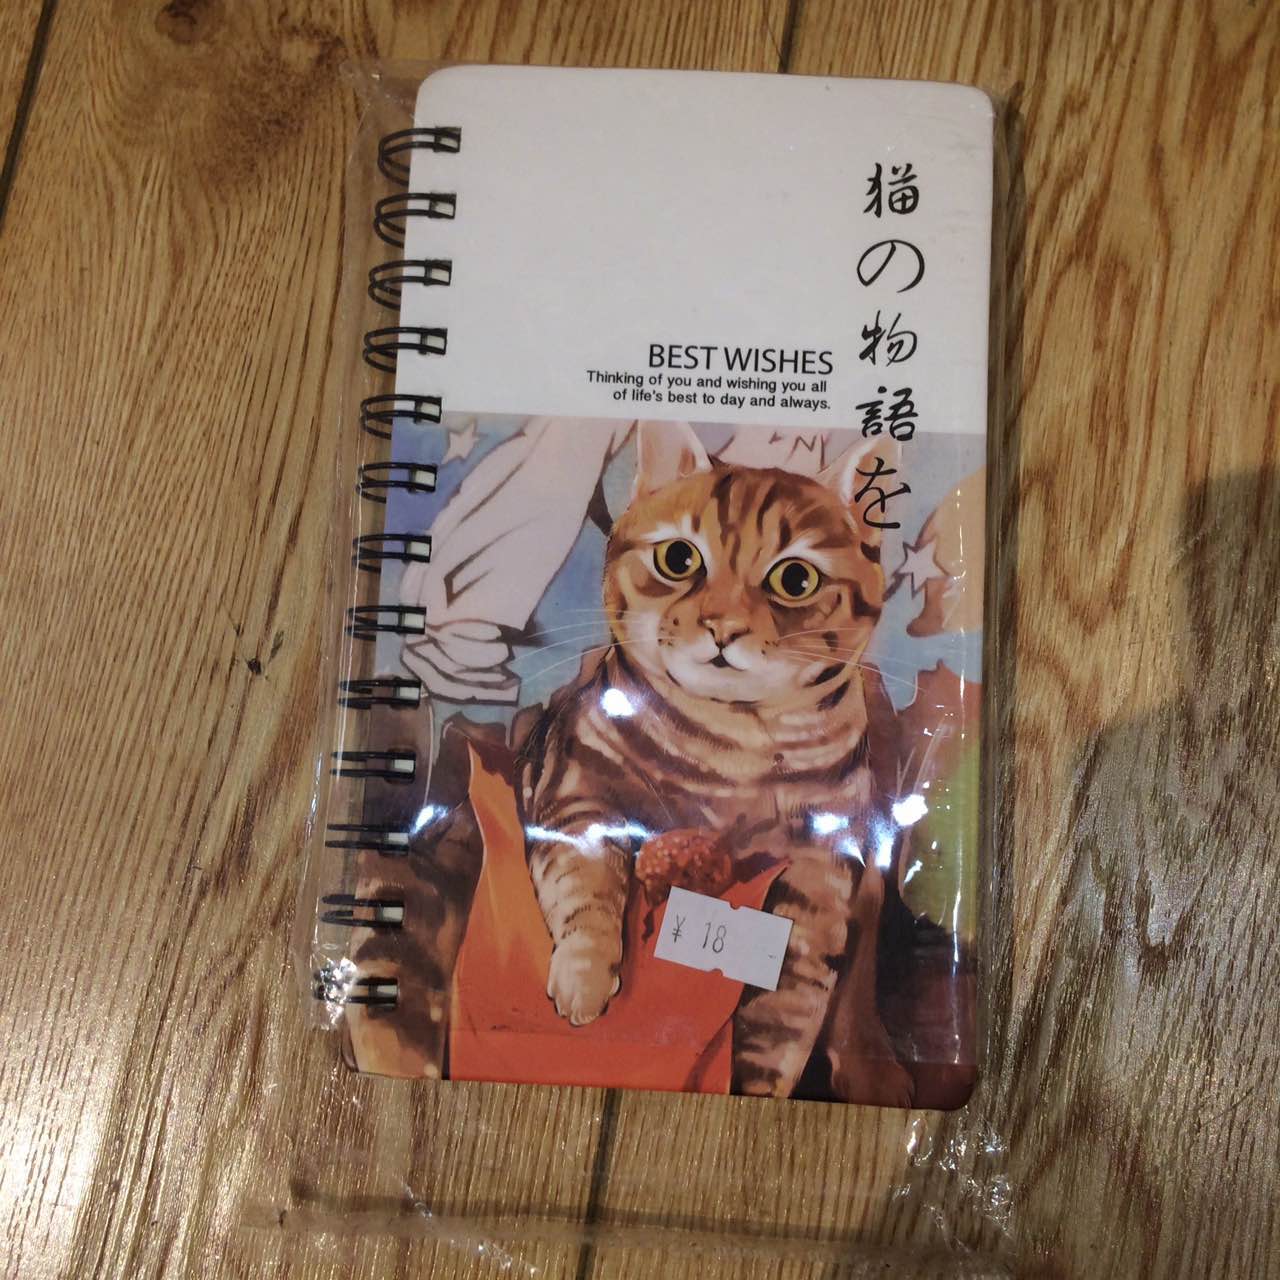 猫の物語を
BEST WISHES
Thinking of you and wishing you all
of life's best to day and always.
¥ 18